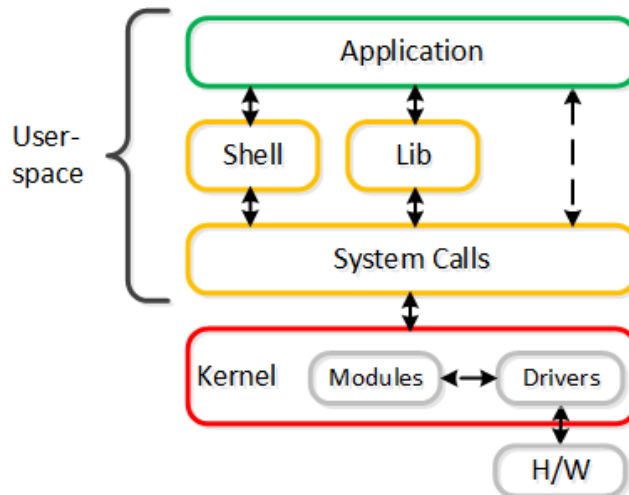 Application
User-
space
Shell
Lib
System Calls
Kernel
Modules
Drivers
H/W